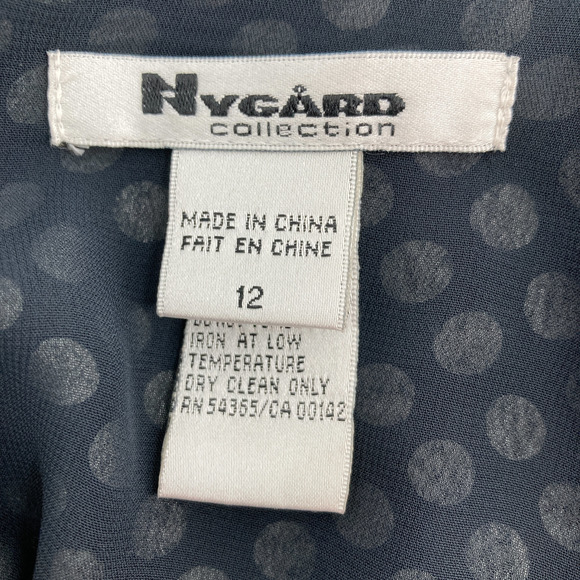 NYGÅRD
collection
MADE IN CHINA
FAIT EN CHINE
12
IRON AT LOW
TEMPERATURE
DRY CLEAN ONLY
RN 54365/CA 00142